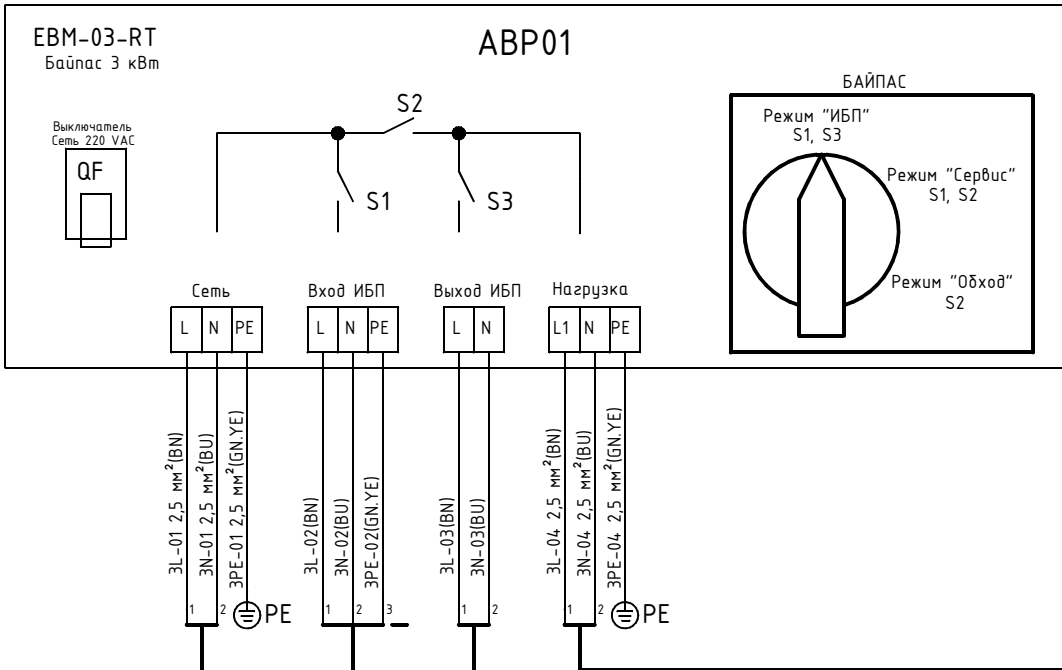 EBM-03-RT
Байпас 3 кВт
АВР01
БАЙПАС
Выключатель
Сеть 220 VAC
QF
S2
S1
S3
Режим "ИБП"
S1, S3
Режим "Сервис"
S1, S2
Режим "Обход"
S2
Сеть
Вход ИБП
Выход ИБП
Нагрузка
L N PE
L N PE
L N
L1 N PE
3L-01 2,5 мм²(BN)
3N-01 2,5 мм²(BU)
3PE-01 2,5 мм²(GN.YE)
3L-02(BN)
3N-02(BU)
3PE-02(GN.YE)
3L-03(BN)
3N-03(BU)
3L-04 2,5 мм²(BN)
3N-04 2,5 мм²(BU)
3PE-04 2,5 мм²(GN.YE)
1 2
PE
1 2 3
1 2
1 2
PE